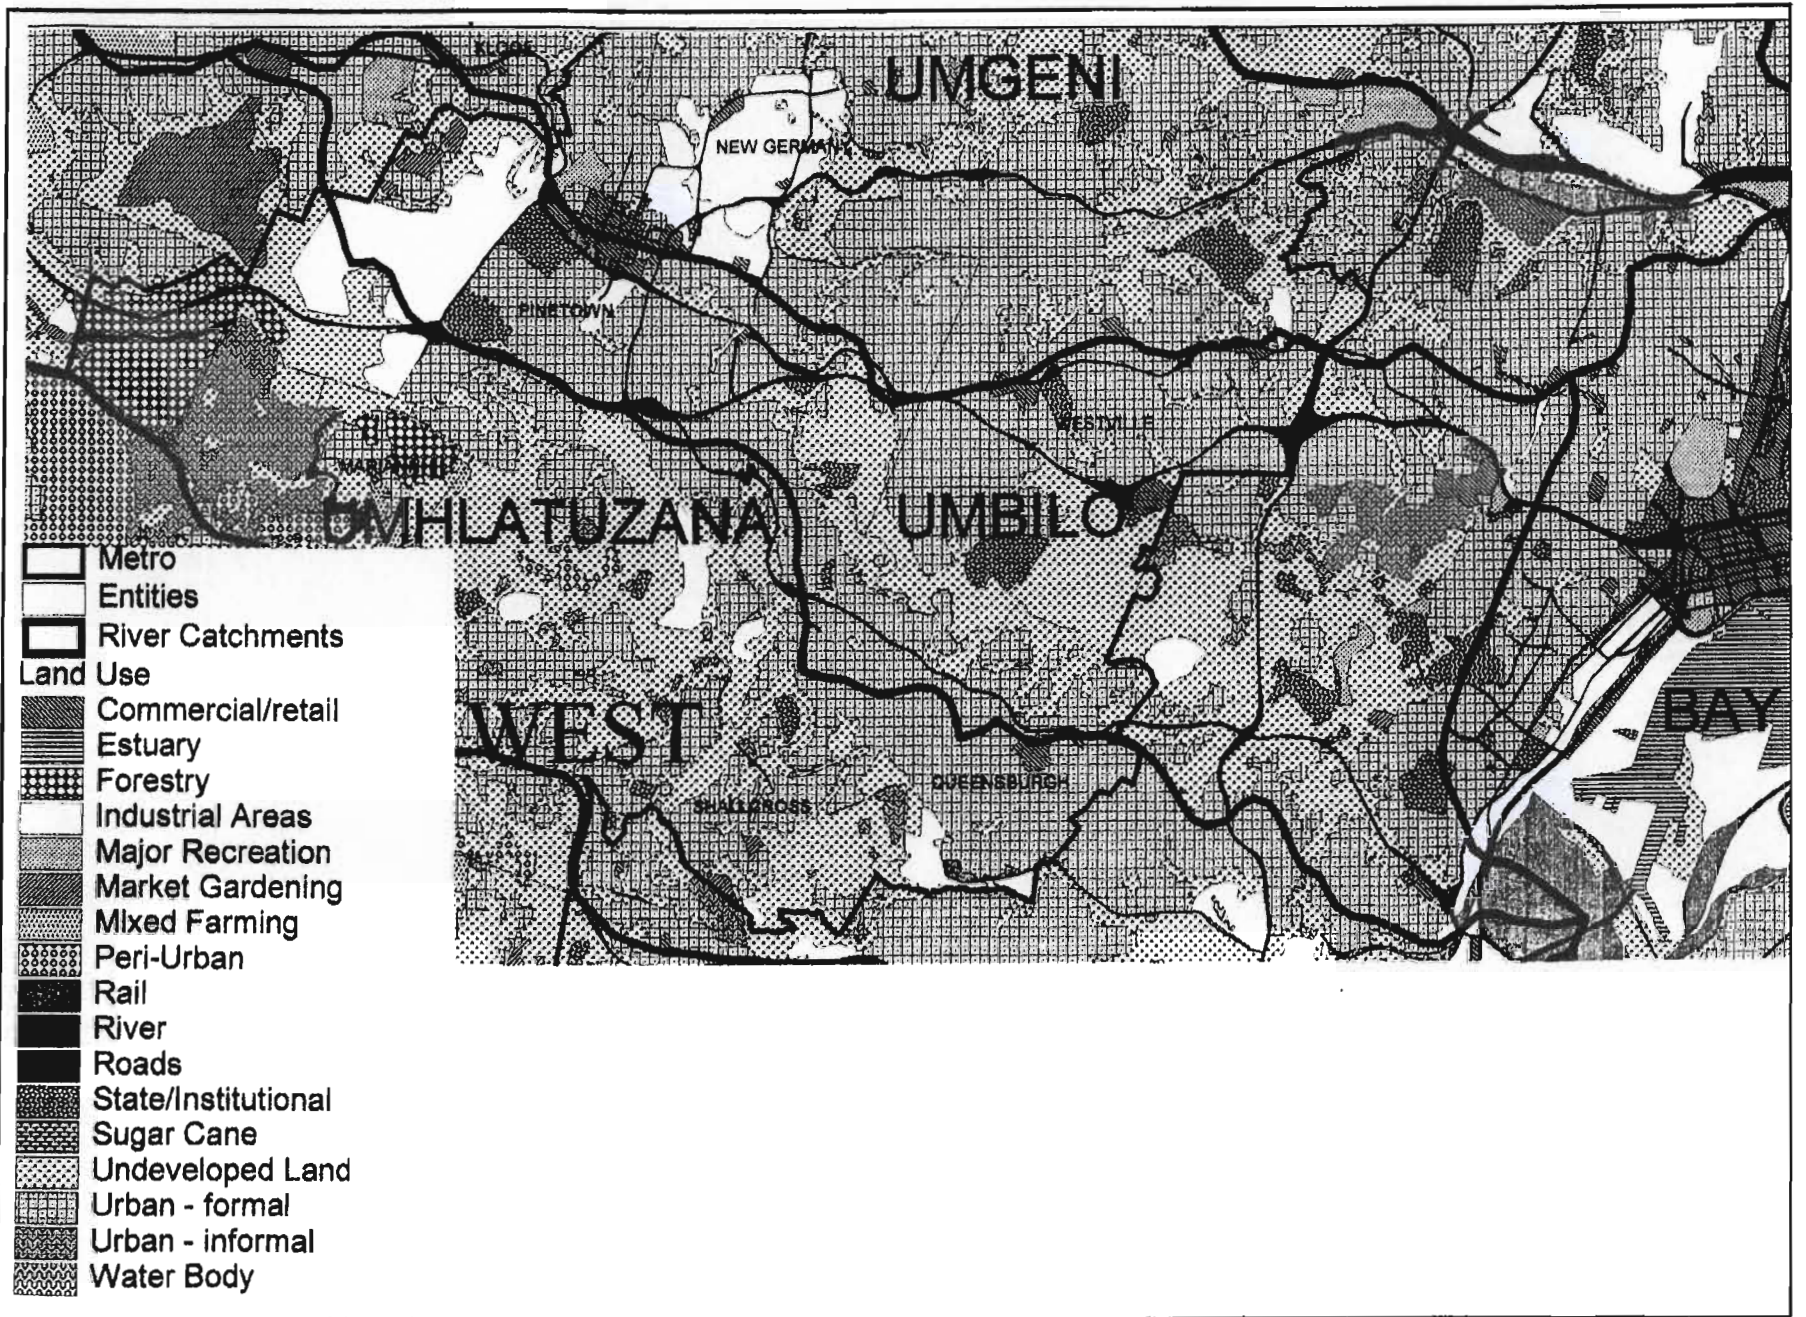 KLOOF
UMGENI
NEW GERMANY
PINETOWN
WESTVILLE
UMHLATUZANA
UMBILO
WEST
BAY
QUEENSBURGH
SHALLCROSS
Metro
Entities
River Catchments
Land Use
Commercial/retail
Estuary
Forestry
Industrial Areas
Major Recreation
Market Gardening
Mixed Farming
Peri-Urban
Rail
River
Roads
State/Institutional
Sugar Cane
Undeveloped Land
Urban - formal
Urban - informal
Water Body